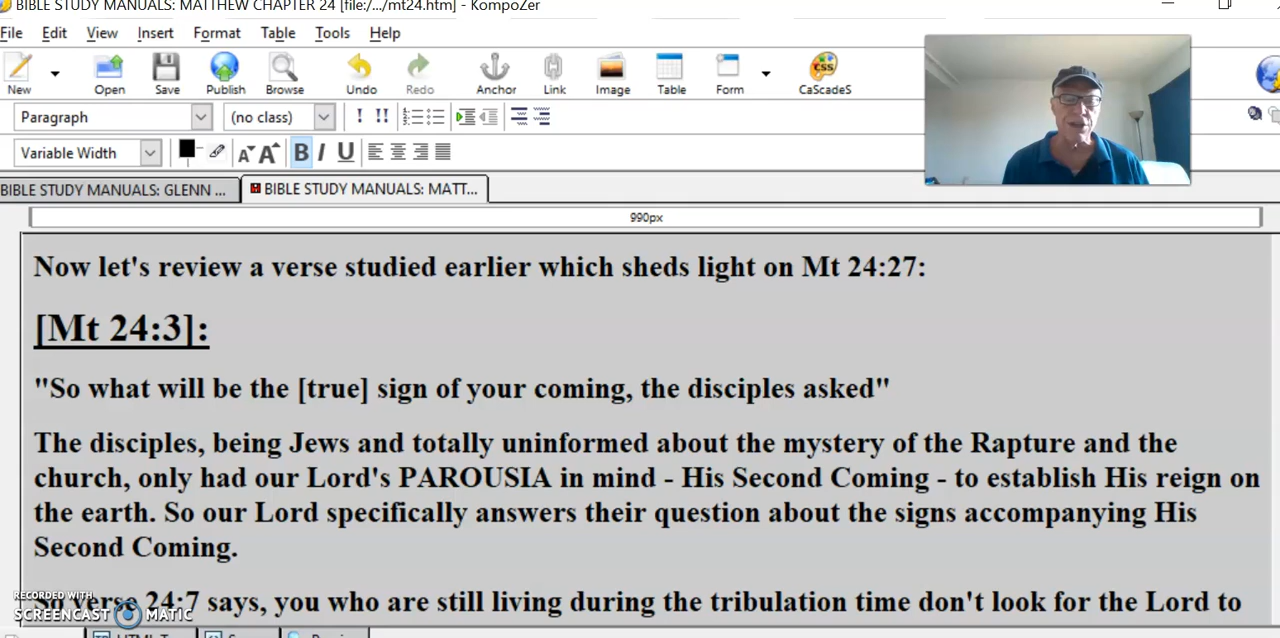 BIBLE STUDY MANUALS: MATTHEW CHAPTER 24 [file:/.../mt24.htm] - KompoZer
File Edit View Insert Format Table Tools Help
New Open Save Publish Browse Undo Redo Anchor Link Image Table Form CaScadeS
Paragraph (no class) ! !!
Variable Width A A B I U
BIBLE STUDY MANUALS: GLENN ... BIBLE STUDY MANUALS: MATT...
990px
Now let's review a verse studied earlier which sheds light on Mt 24:27:
[Mt 24:3]:
"So what will be the [true] sign of your coming, the disciples asked"
The disciples, being Jews and totally uninformed about the mystery of the Rapture and the
church, only had our Lord's PAROUSIA in mind - His Second Coming - to establish His reign on
the earth. So our Lord specifically answers their question about the signs accompanying His
Second Coming.
So verse 24:7 says, you who are still living during the tribulation time don't look for the Lord to
RECORDED WITH
SCREENCAST MATIC